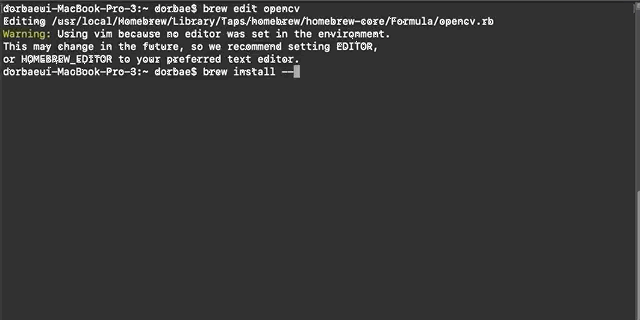 dorbaeui-MacBook-Pro-3:~ dorbae$ brew edit opencv
Editing /usr/local/Homebrew/Library/Taps/homebrew/homebrew-core/Formula/opencv.rb
Warning: Using vim because no editor was set in the environment.
This may change in the future, so we recommend setting EDITOR,
or HOMEBREW_EDITOR to your preferred text editor.
dorbaeui-MacBook-Pro-3:~ dorbae$ brew install --